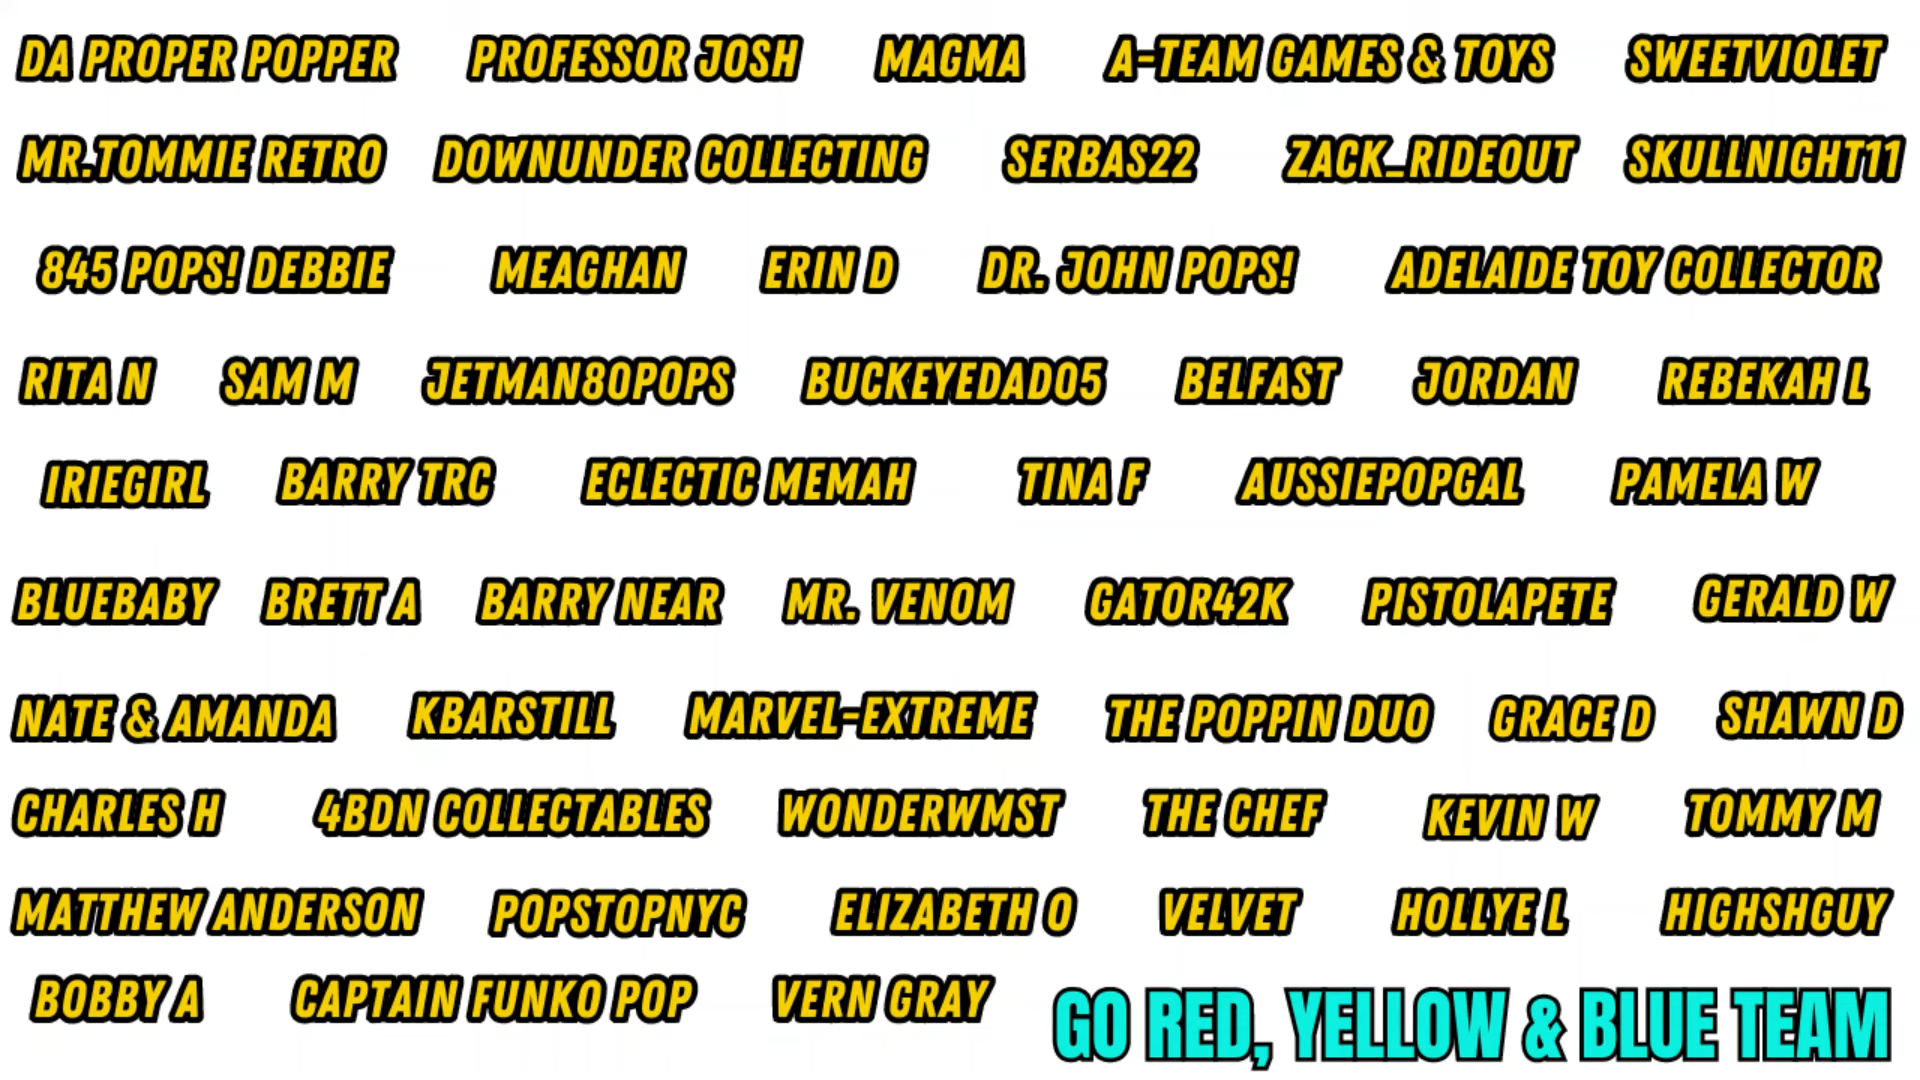 DA PROPER POPPER PROFESSOR JOSH MAGMA A-TEAM GAMES & TOYS SWEETVIOLET
MR.TOMMIE RETRO DOWNUNDER COLLECTING SERBAS22 ZACK_RIDEOUT SKULLNIGHT11
845 POPS! DEBBIE MEAGHAN ERIN D DR. JOHN POPS! ADELAIDE TOY COLLECTOR
RITA N SAM M JETMAN80POPS BUCKEYEDAD05 BELFAST JORDAN REBEKAH L
IRIEGIRL BARRY TRC ECLECTIC MEMAH TINA F AUSSIEPOPGAL PAMELA W
BLUEBABY BRETT A BARRY NEAR MR. VENOM GATOR42K PISTOLAPETE GERALD W
NATE & AMANDA KBARSTILL MARVEL-EXTREME THE POPPIN DUO GRACE D SHAWN D
CHARLES H 4BDN COLLECTABLES WONDERWMST THE CHEF KEVIN W TOMMY M
MATTHEW ANDERSON POPSTOPNYC ELIZABETH O VELVET HOLLYE L HIGHSHGUY
BOBBY A CAPTAIN FUNKO POP VERN GRAY GO RED, YELLOW & BLUE TEAM